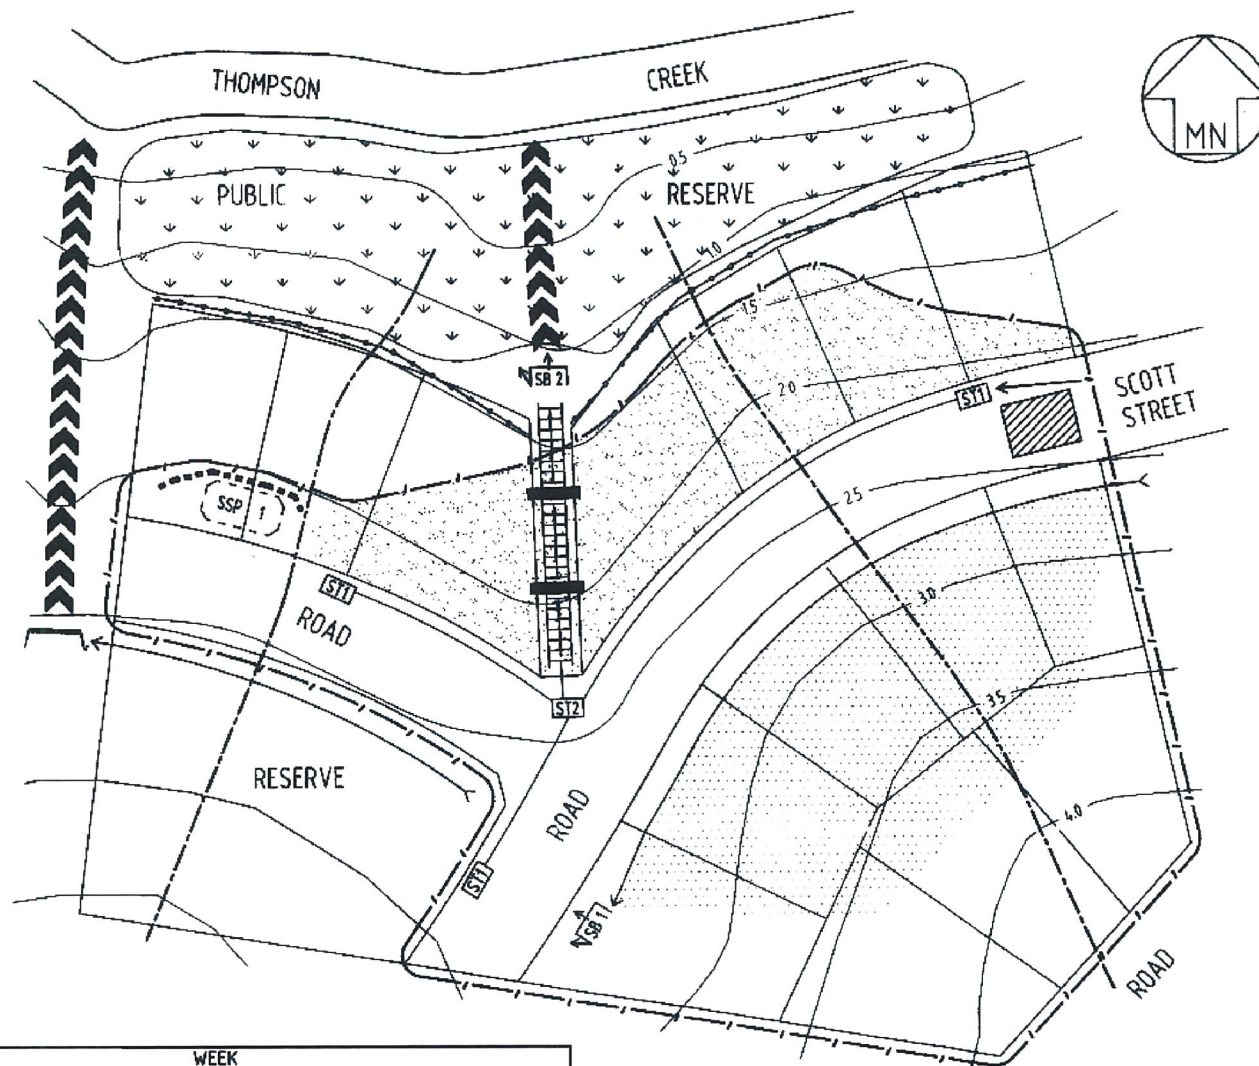 THOMPSON CREEK
MN
0.5
PUBLIC RESERVE
1.0
1.5
SB 2
2.0
ST1
SCOTT
STREET
SSP 1
2.5
ST1
ROAD
3.0
ST2
3.5
RESERVE
ROAD
4.0
ST1
SB 1
ROAD
WEEK